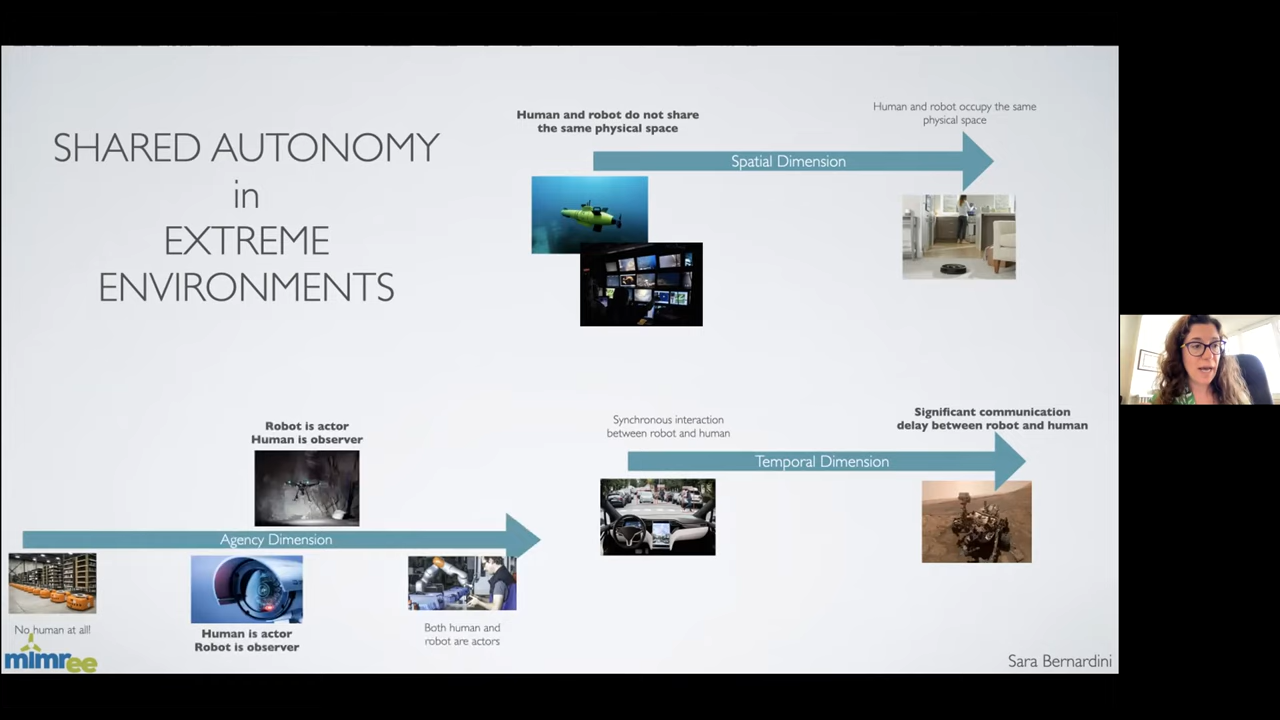 SHARED AUTONOMY
in
EXTREME
ENVIRONMENTS
Human and robot do not share
the same physical space
Human and robot occupy the same
physical space
Spatial Dimension
Robot is actor
Human is observer
Agency Dimension
No human at all!
Human is actor
Robot is observer
Both human and
robot are actors
Synchronous interaction
between robot and human
Significant communication
delay between robot and human
Temporal Dimension
mimree
Sara Bernardini